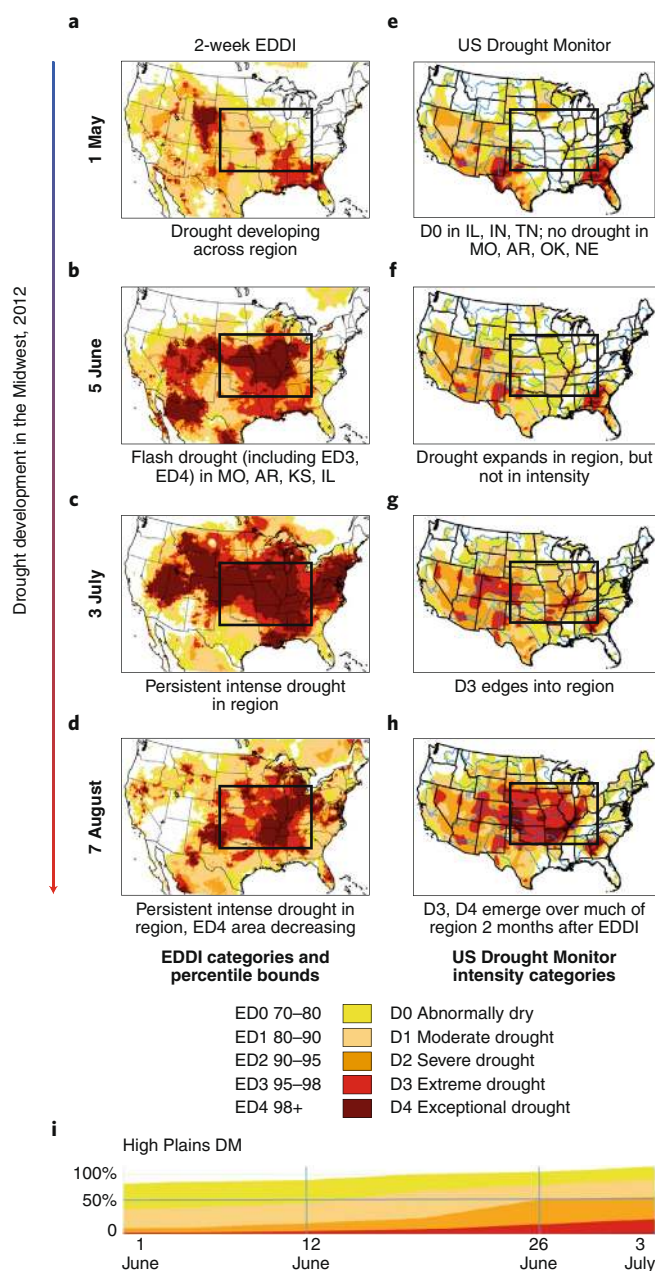 a
e
2-week EDDI
US Drought Monitor
1 May
Drought developing
across region
D0 in IL, IN, TN; no drought in
MO, AR, OK, NE
b
f
Drought development in the Midwest, 2012
5 June
Flash drought (including ED3,
ED4) in MO, AR, KS, IL
Drought expands in region, but
not in intensity
c
g
3 July
Persistent intense drought
in region
D3 edges into region
d
h
7 August
Persistent intense drought in
region, ED4 area decreasing
D3, D4 emerge over much of
region 2 months after EDDI
EDDI categories and
percentile bounds
US Drought Monitor
intensity categories
ED0 70–80
D0 Abnormally dry
ED1 80–90
D1 Moderate drought
ED2 90–95
D2 Severe drought
ED3 95–98
D3 Extreme drought
ED4 98+
D4 Exceptional drought
i
High Plains DM
100%
50%
0
1
June
12
June
26
June
3
July